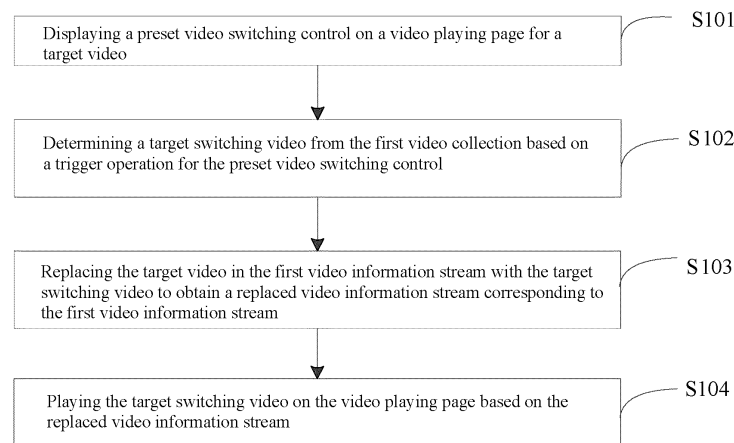 Displaying a preset video switching control on a video playing page for a
target video
S101
Determining a target switching video from the first video collection based on
a trigger operation for the preset video switching control
S102
Replacing the target video in the first video information stream with the target
switching video to obtain a replaced video information stream corresponding to
the first video information stream
S103
Playing the target switching video on the video playing page based on the
replaced video information stream
S104